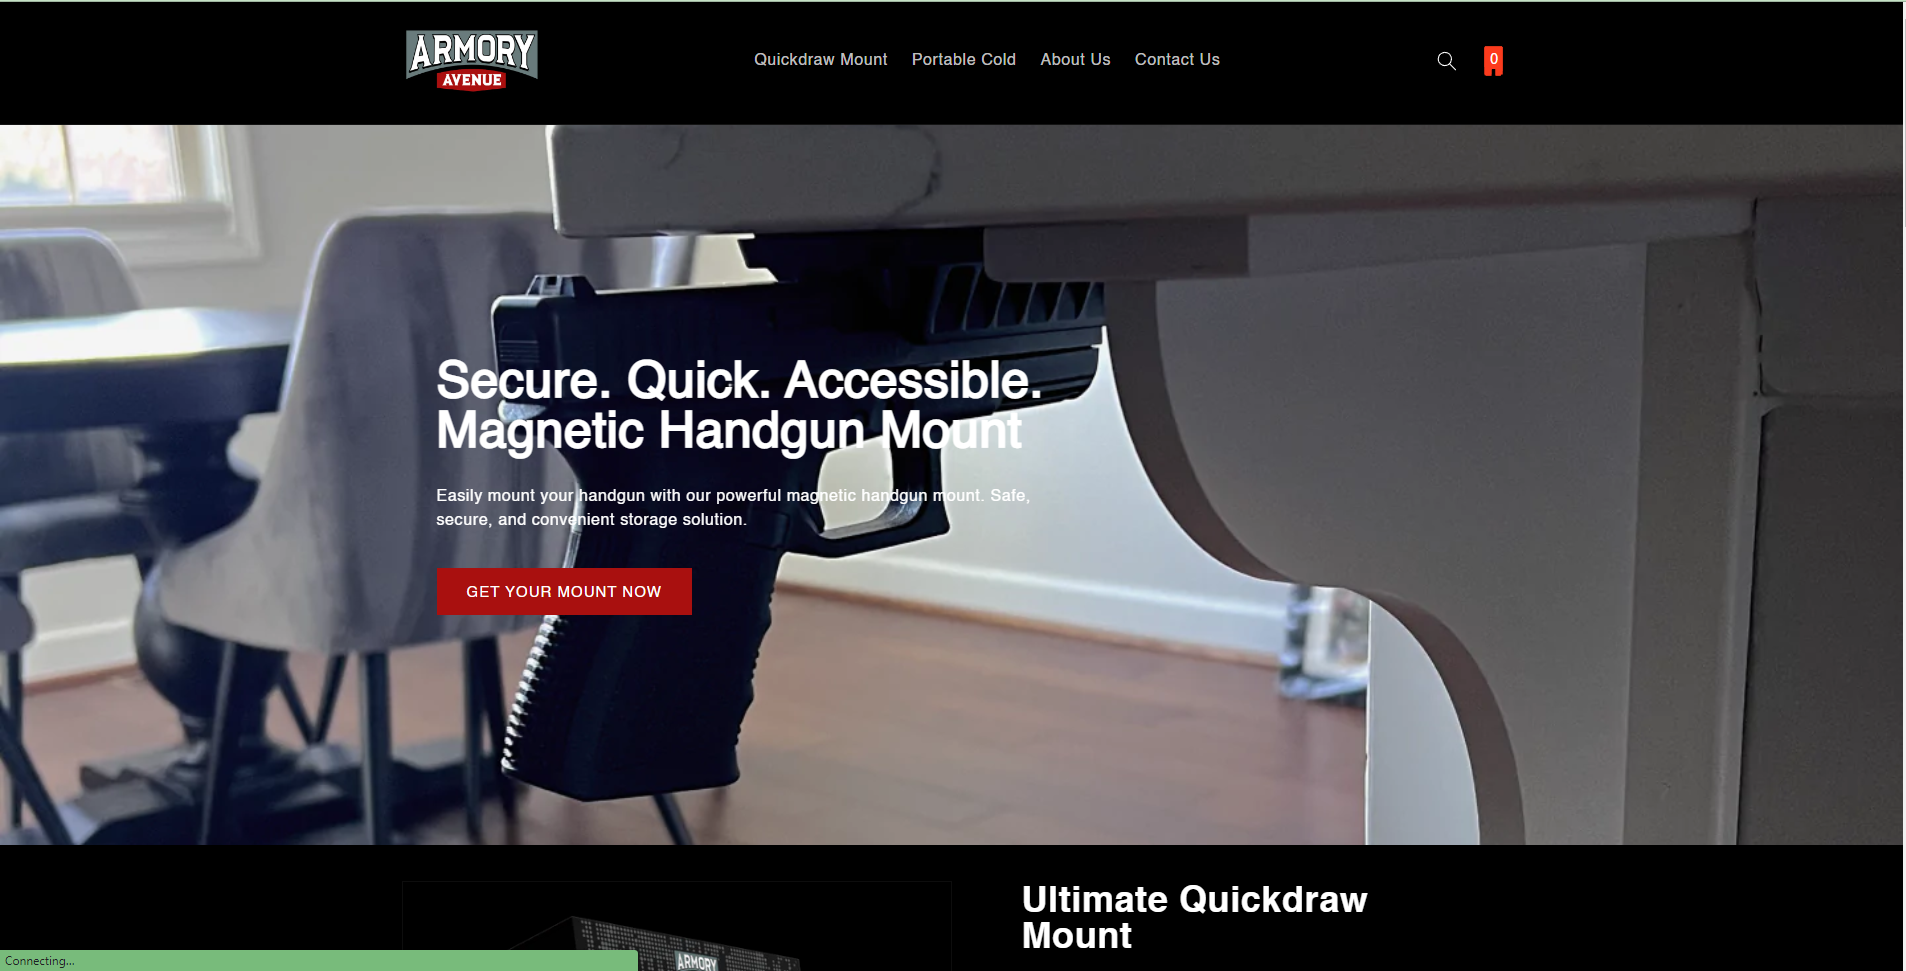 ARMORY
AVENUE
Quickdraw Mount
Portable Cold
About Us
Contact Us
0
Secure. Quick. Accessible.
Magnetic Handgun Mount
Easily mount your handgun with our powerful magnetic handgun mount. Safe,
secure, and convenient storage solution.
GET YOUR MOUNT NOW
Ultimate Quickdraw
Mount
ARMORY
Connecting...